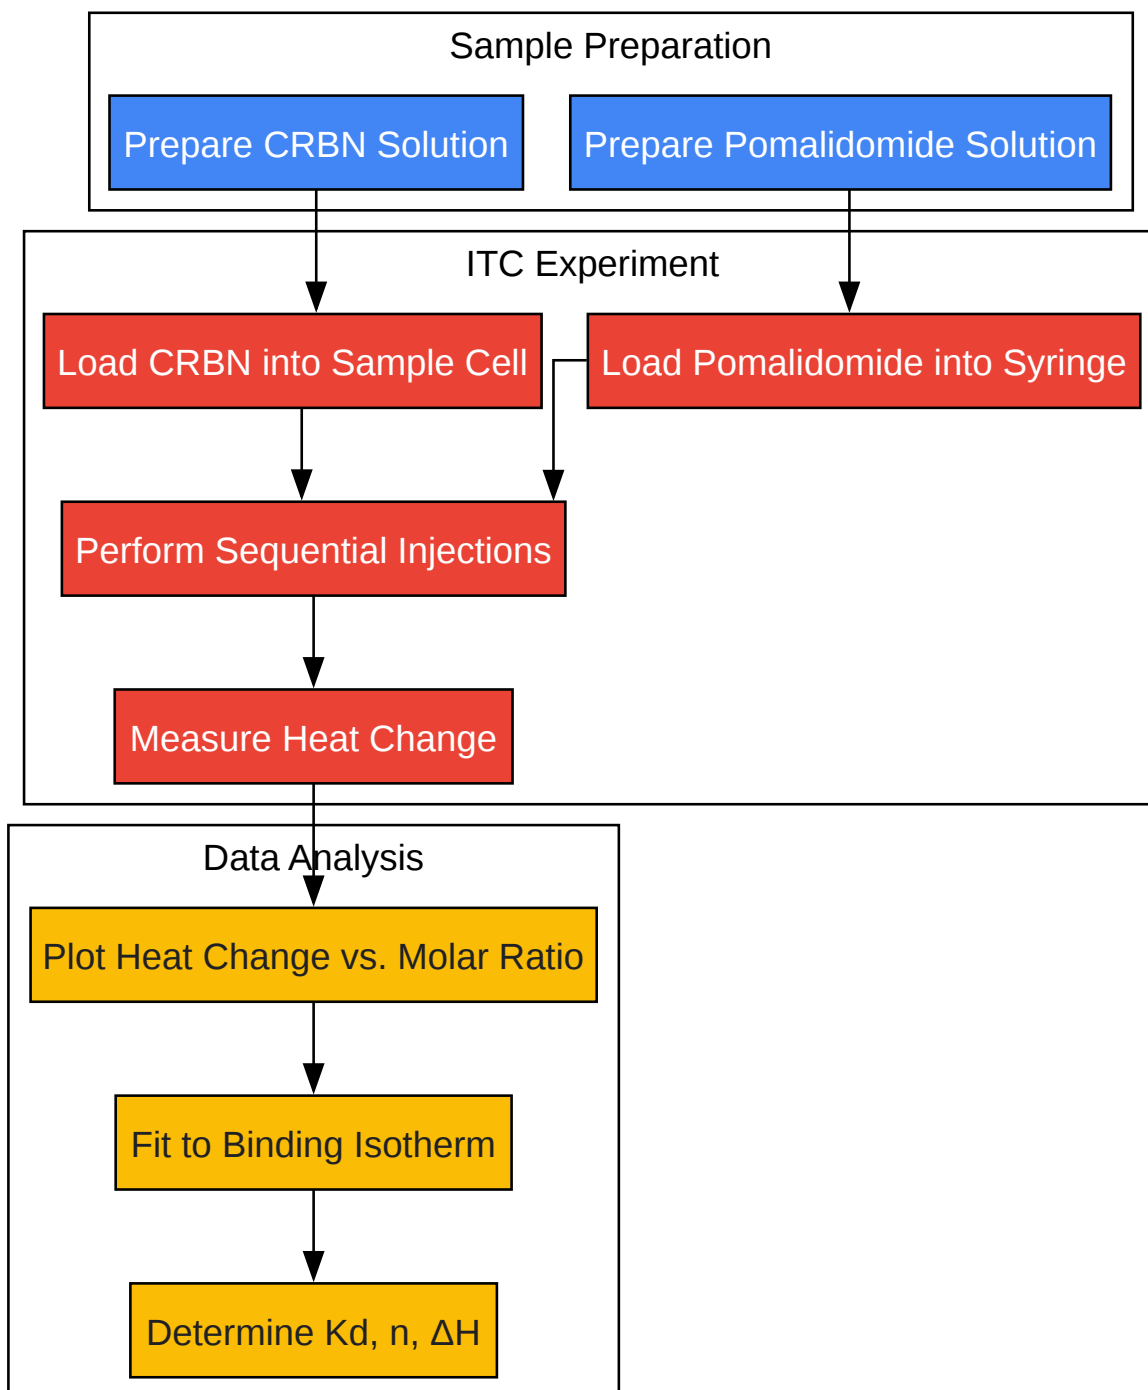 Sample Preparation
Prepare CRBN Solution
Prepare Pomalidomide Solution
ITC Experiment
Load CRBN into Sample Cell
Load Pomalidomide into Syringe
Perform Sequential Injections
Measure Heat Change
Data Analysis
Plot Heat Change vs. Molar Ratio
Fit to Binding Isotherm
Determine Kd, n, ΔH